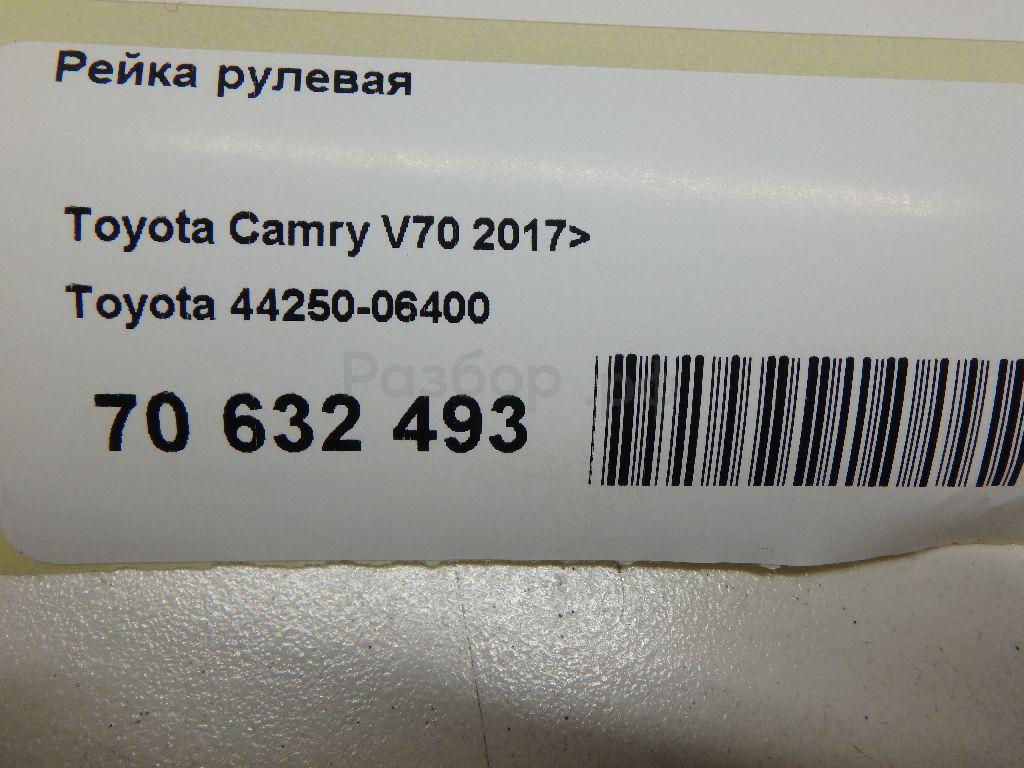 Рейка рулевая
Toyota Camry V70 2017>
Toyota 44250-06400
Разбор
70 632 493